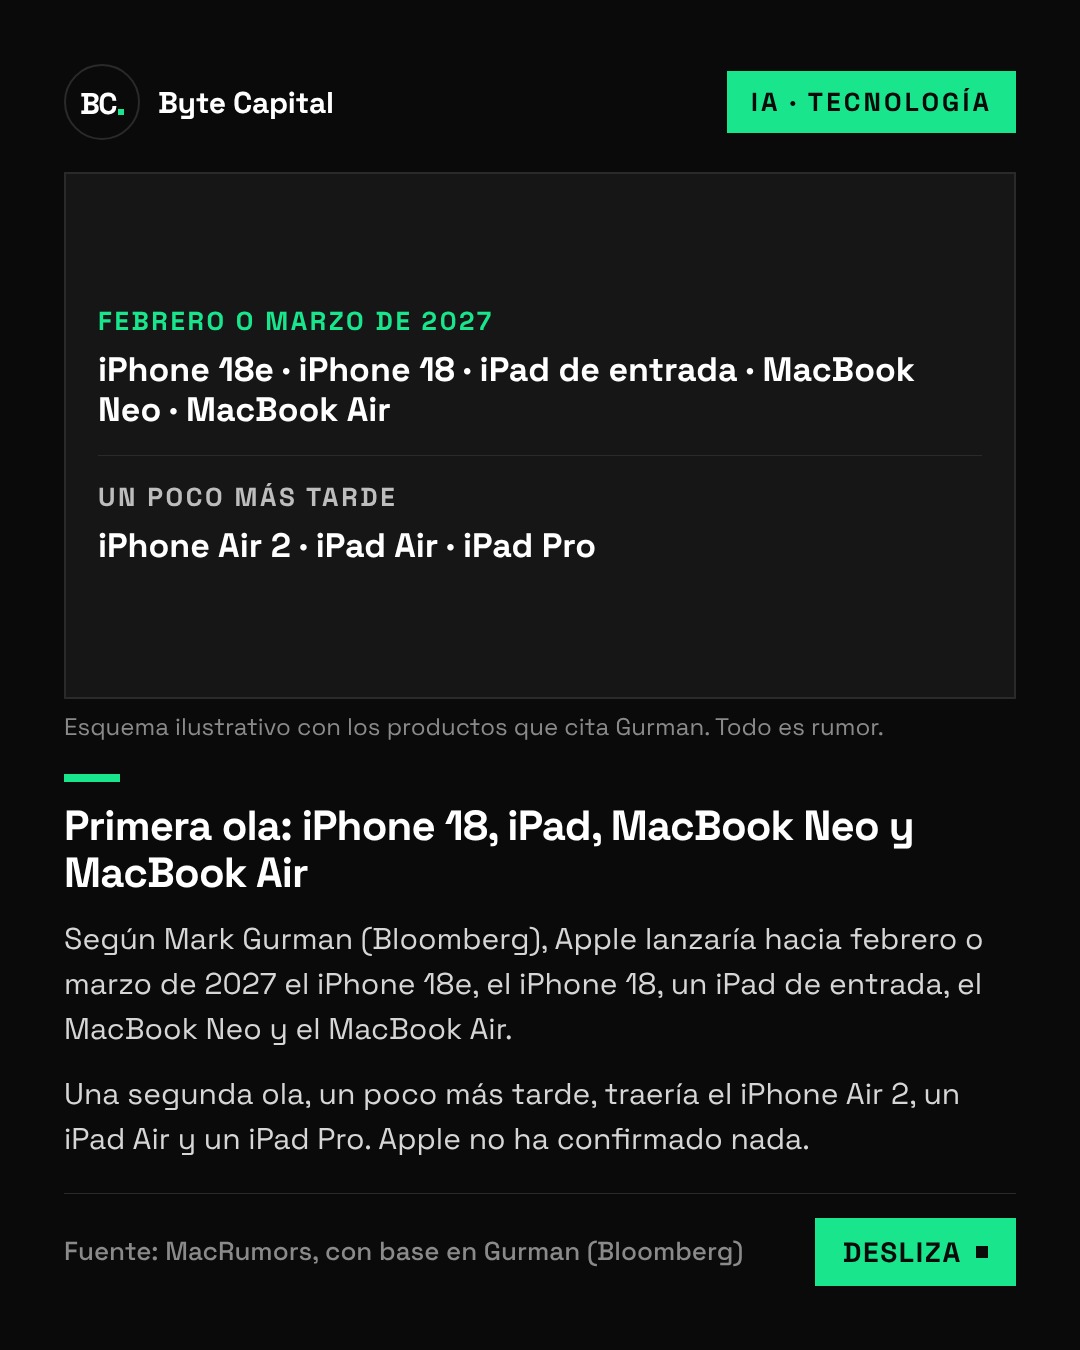 BC.
Byte Capital
IA · TECNOLOGÍA
FEBRERO O MARZO DE 2027
iPhone 18e · iPhone 18 · iPad de entrada · MacBook
Neo · MacBook Air
UN POCO MÁS TARDE
iPhone Air 2 · iPad Air · iPad Pro
Esquema ilustrativo con los productos que cita Gurman. Todo es rumor.
Primera ola: iPhone 18, iPad, MacBook Neo y
MacBook Air
Según Mark Gurman (Bloomberg), Apple lanzaría hacia febrero o
marzo de 2027 el iPhone 18e, el iPhone 18, un iPad de entrada, el
MacBook Neo y el MacBook Air.
Una segunda ola, un poco más tarde, traería el iPhone Air 2, un
iPad Air y un iPad Pro. Apple no ha confirmado nada.
Fuente: MacRumors, con base en Gurman (Bloomberg)
DESLIZA